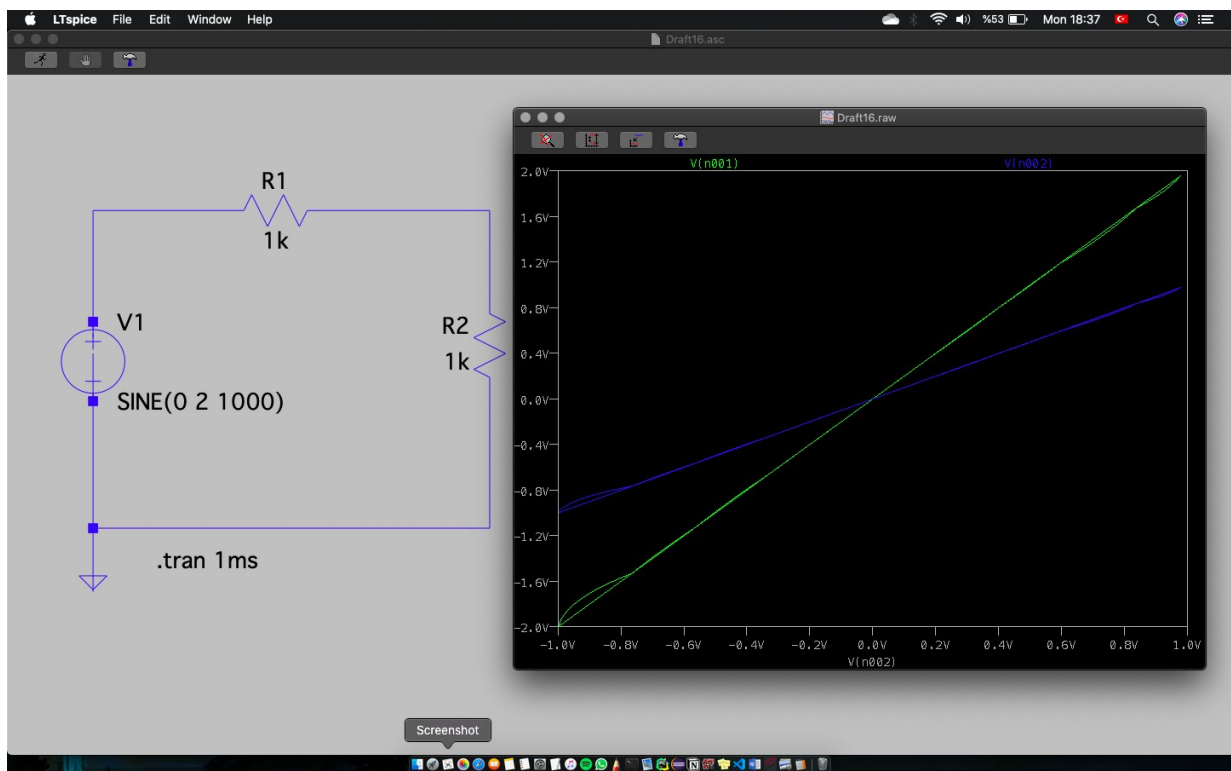 LTspice File Edit Window Help %53 Mon 18:37
Draft16.asc
Draft16.raw
V(n001) V(n002)
2.0V
1.6V
1.2V
0.8V
0.4V
0.0V
-0.4V
-0.8V
-1.2V
-1.6V
-2.0V
-1.0V -0.8V -0.6V -0.4V -0.2V 0.0V 0.2V 0.4V 0.6V 0.8V 1.0V
V(n002)
R1
1k
V1
R2
1k
SINE(0 2 1000)
.tran 1ms
Screenshot